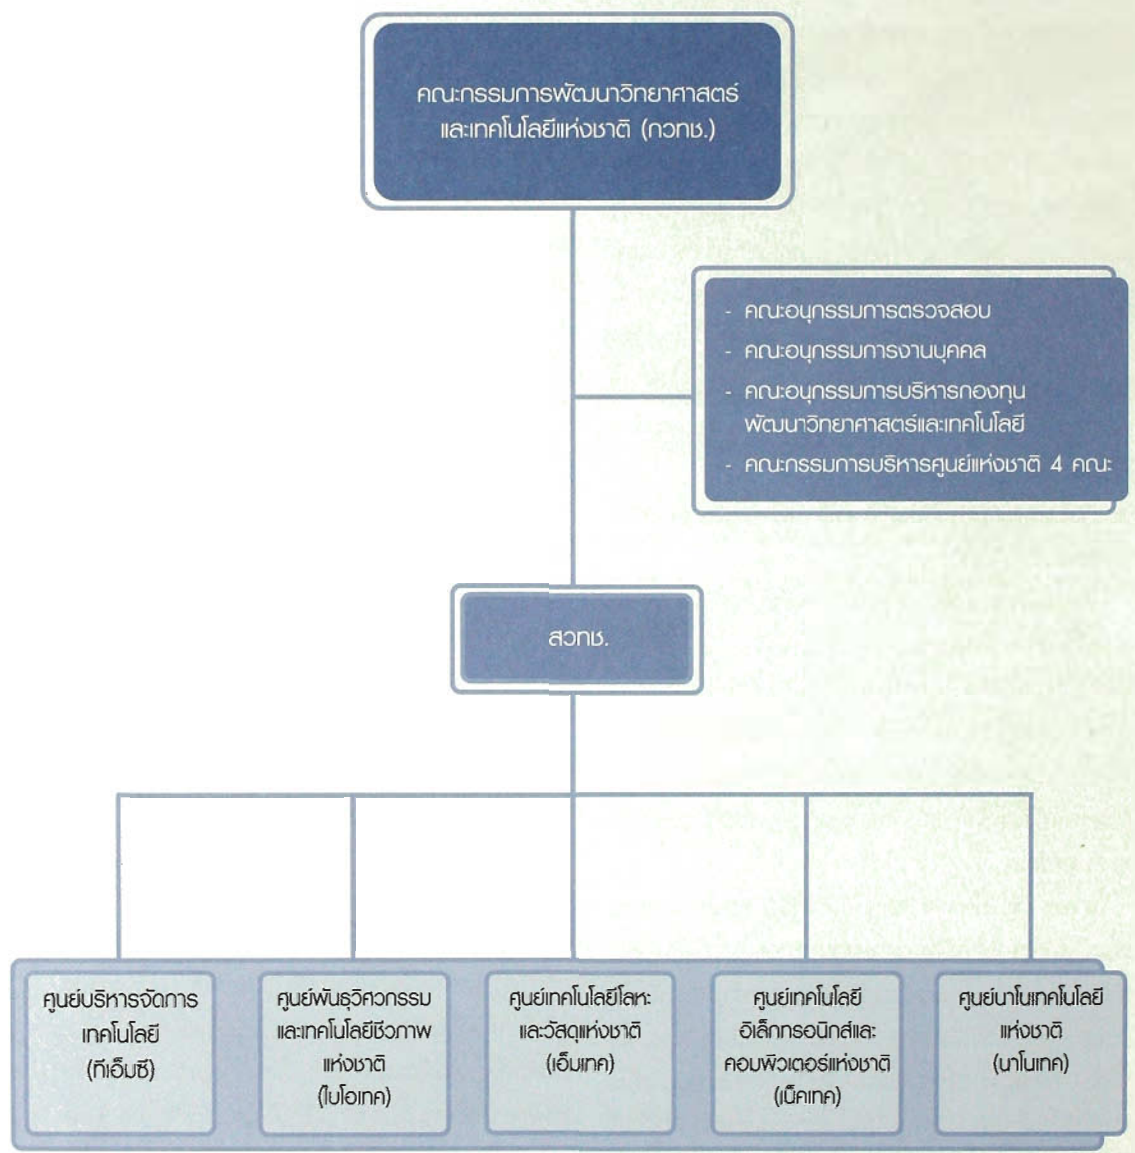 คณะกรรมการพัฒนาวิทยาศาสตร์
และเทคโนโลยีแห่งชาติ (กวทช.)
- คณะอนุกรรมการตรวจสอบ
- คณะอนุกรรมการงานบุคคล
- คณะอนุกรรมการบริหารกองทุน
พัฒนาวิทยาศาสตร์และเทคโนโลยี
- คณะกรรมการบริหารศูนย์แห่งชาติ 4 คณะ
สวทช.
ศูนย์บริหารจัดการ
เทคโนโลยี
(ทีเอ็มซี)
ศูนย์พันธุวิศวกรรม
และเทคโนโลยีชีวภาพ
แห่งชาติ
(ไบโอเทค)
ศูนย์เทคโนโลยีโลหะ
และวัสดุแห่งชาติ
(เอ็มเทค)
ศูนย์เทคโนโลยี
อิเล็กทรอนิกส์และ
คอมพิวเตอร์แห่งชาติ
(เน็คเทค)
ศูนย์นาโนเทคโนโลยี
แห่งชาติ
(นาโนเทค)